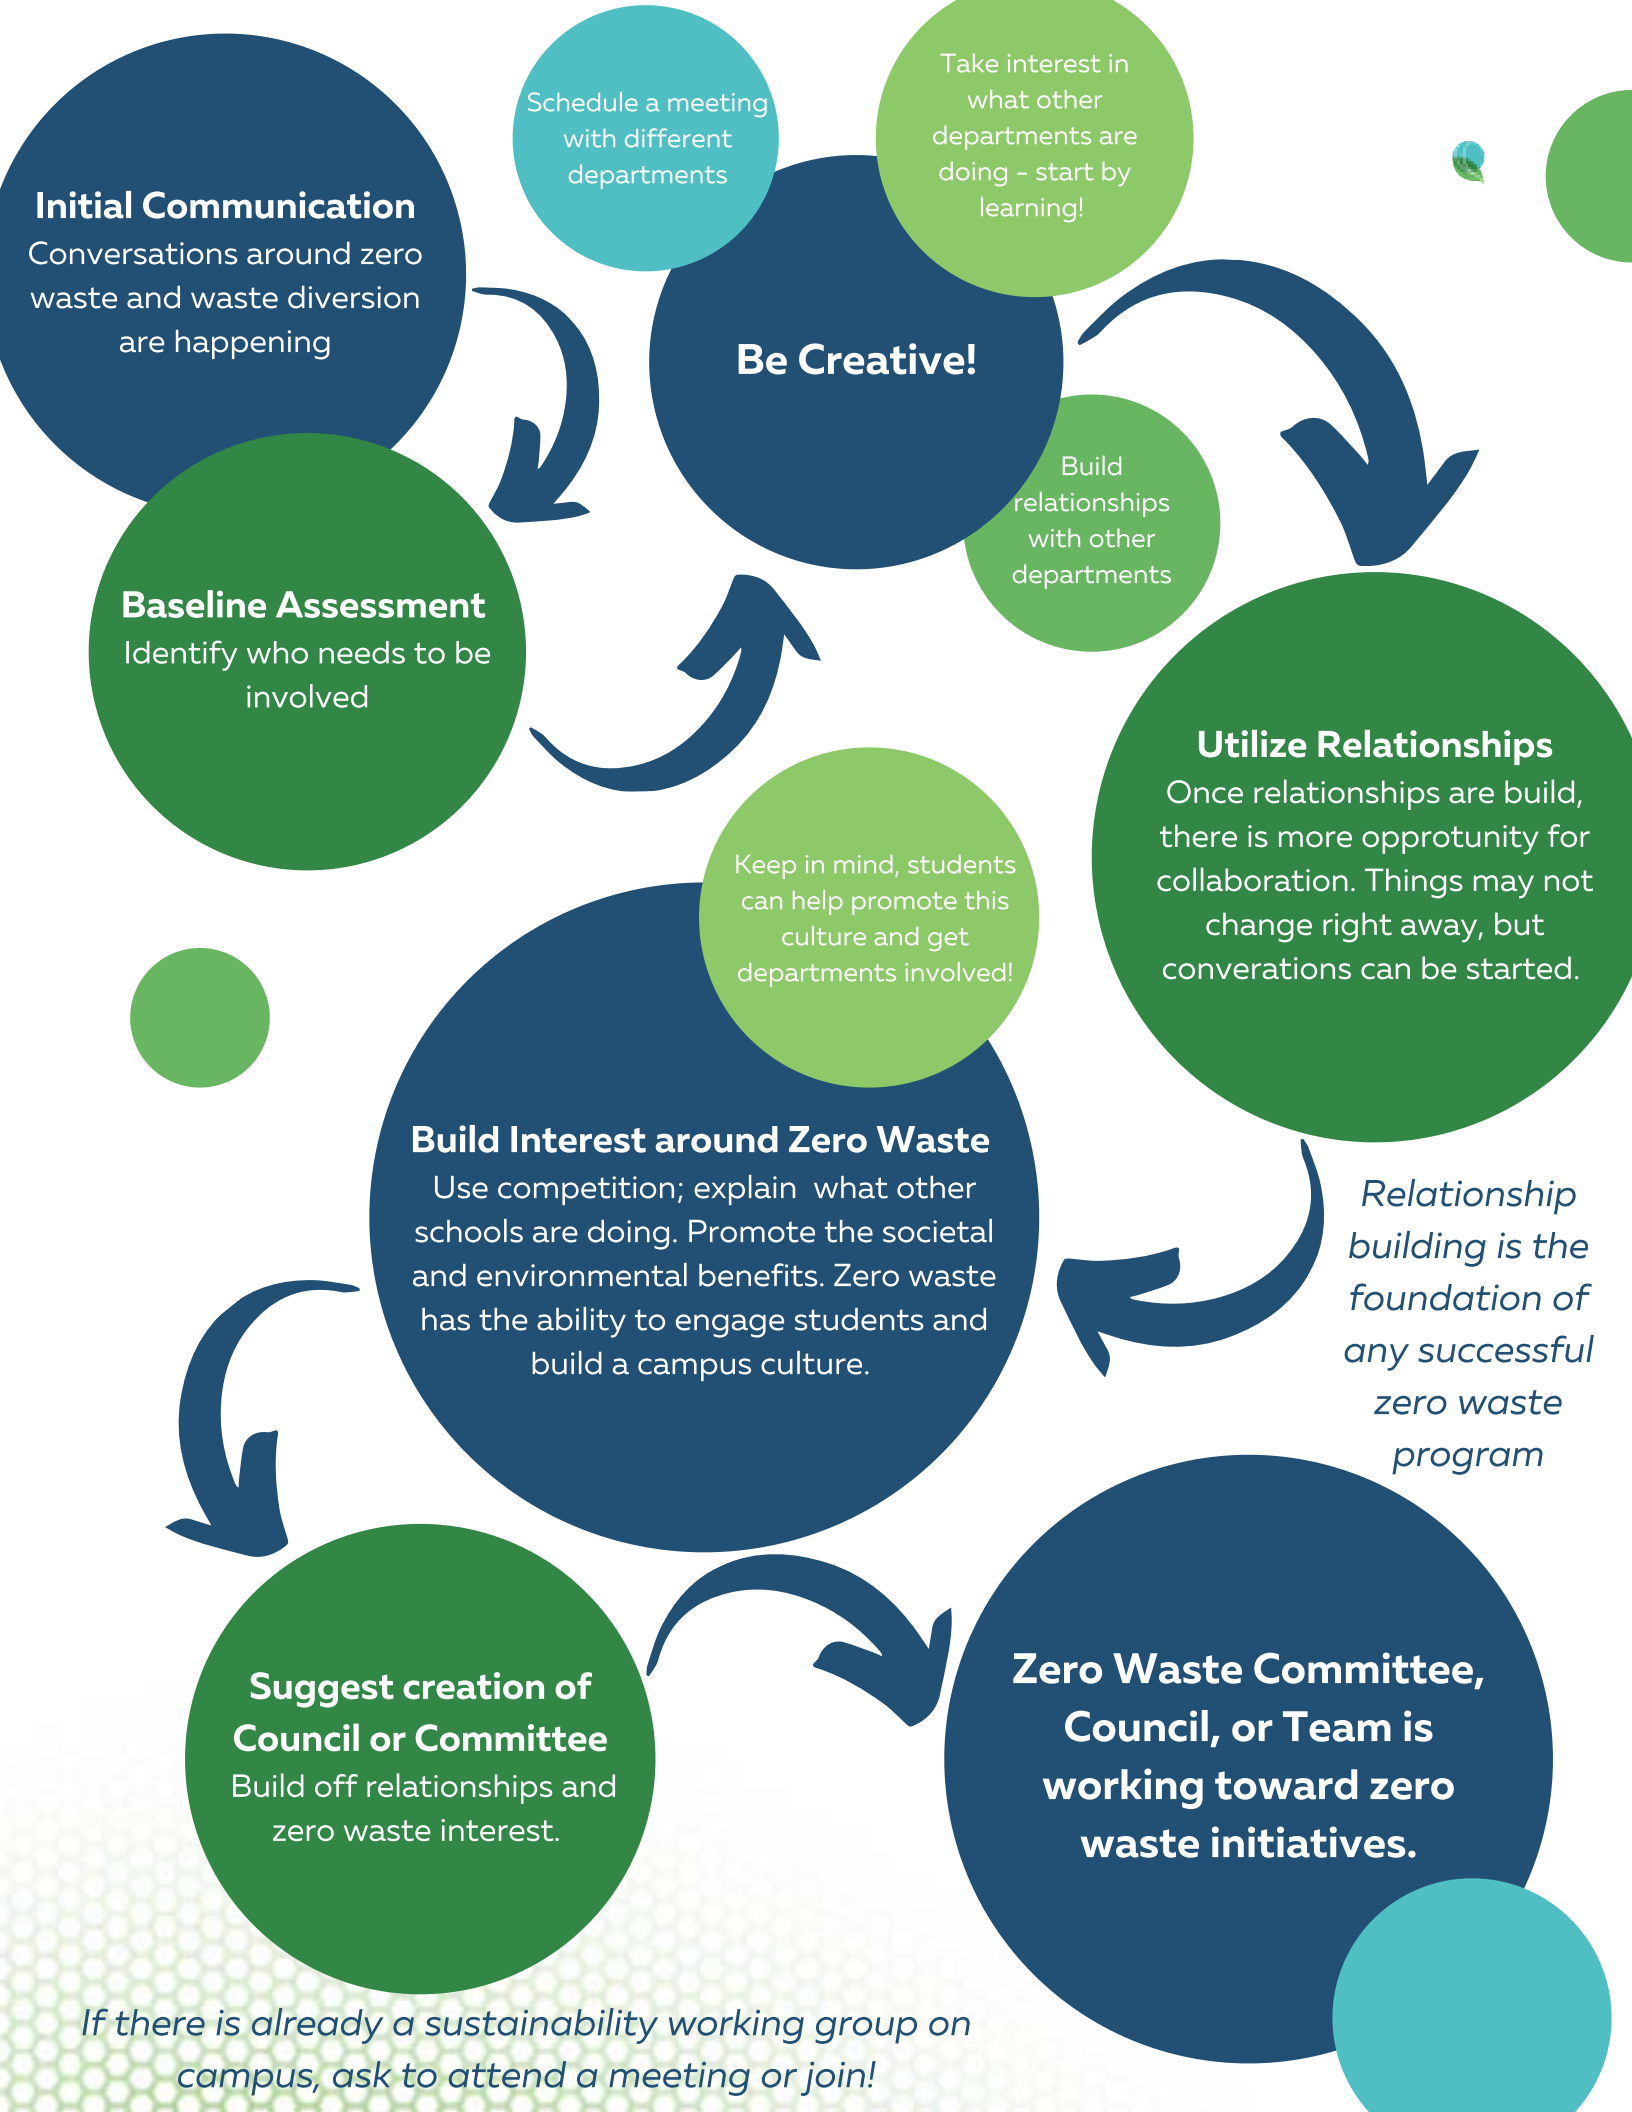 Initial Communication
Conversations around zero
waste and waste diversion
are happening
Baseline Assessment
Identify who needs to be
involved
Schedule a meeting
with different
departments
Take interest in
what other
departments are
doing - start by
learning!
Be Creative!
Build
relationships
with other
departments
Utilize Relationships
Once relationships are build,
there is more opprotunity for
collaboration. Things may not
change right away, but
converations can be started.
Relationship
building is the
foundation of
any successful
zero waste
program
Keep in mind, students
can help promote this
culture and get
departments involved!
Build Interest around Zero Waste
Use competition; explain  what other
schools are doing. Promote the societal
and environmental benefits. Zero waste
has the ability to engage students and
build a campus culture.
Suggest creation of
Council or Committee
Build off relationships and
zero waste interest.
Zero Waste Committee,
Council, or Team is
working toward zero
waste initiatives.
If there is already a sustainability working group on
campus, ask to attend a meeting or join!